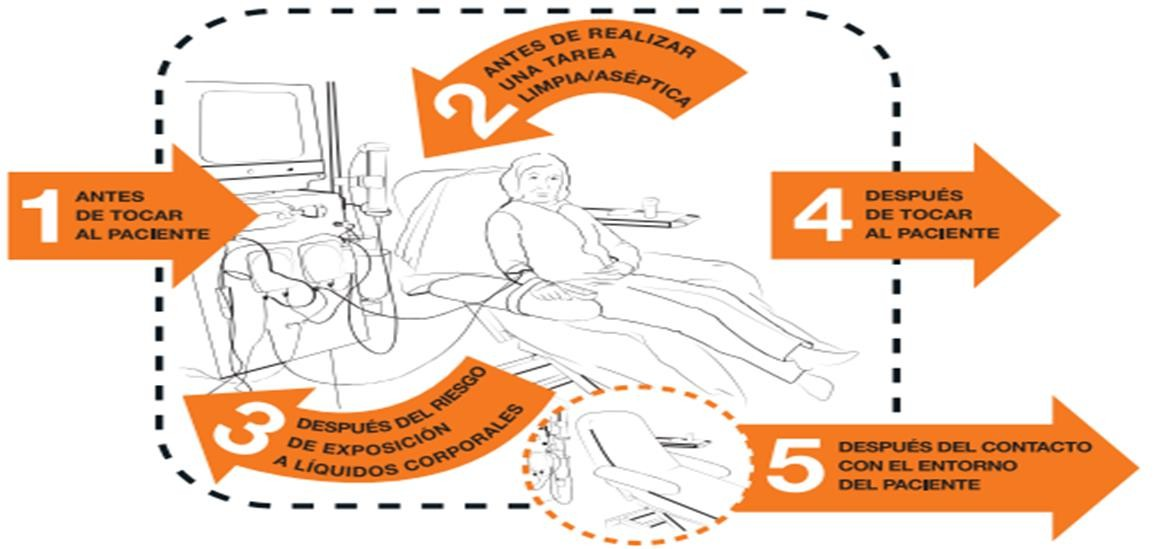 1
ANTES
DE TOCAR
AL PACIENTE
2
ANTES DE REALIZAR
UNA TAREA
LIMPIA/ASÉPTICA
3
DESPUÉS DEL RIESGO
DE EXPOSICIÓN
A LÍQUIDOS CORPORALES
4
DESPUÉS
DE TOCAR
AL PACIENTE
5
DESPUÉS DEL CONTACTO
CON EL ENTORNO
DEL PACIENTE